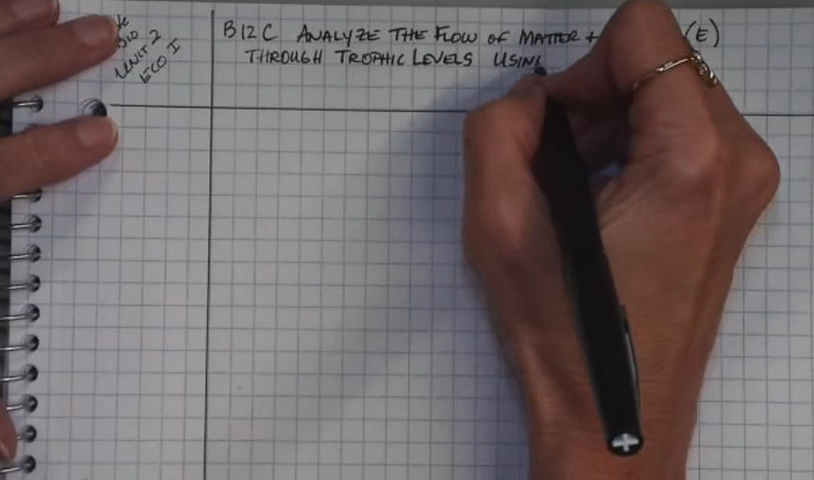 B12C ANALYZE THE FLOW OF MATTER + (E)
THROUGH TROPHIC LEVELS USIN
BIO
UNIT 2
ECO I